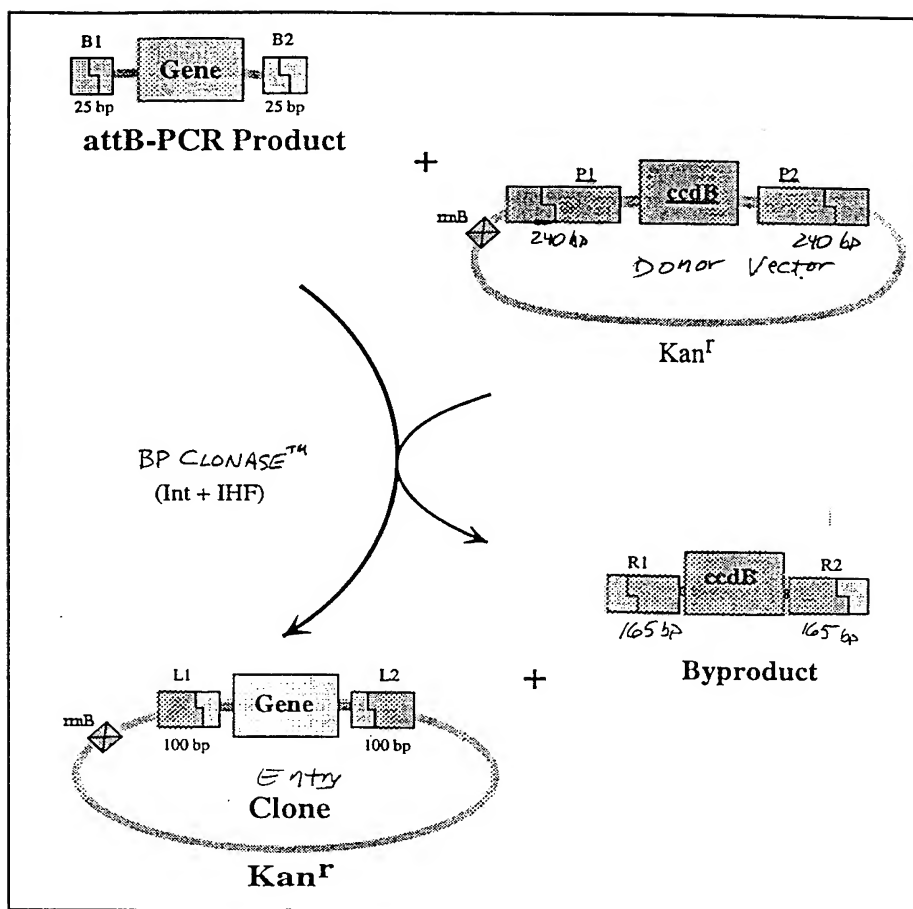 B1
B2
Gene
25 bp
25 bp
attB-PCR Product
+
P1
P2
ccdB
rrnB
240 bp
240 bp
Donor Vector
Kanʳ
BP CLONASE™
(Int + IHF)
R1
R2
ccdB
165 bp
165 bp
Byproduct
+
L1
L2
Gene
rrnB
100 bp
100 bp
Entry
Clone
Kanʳ